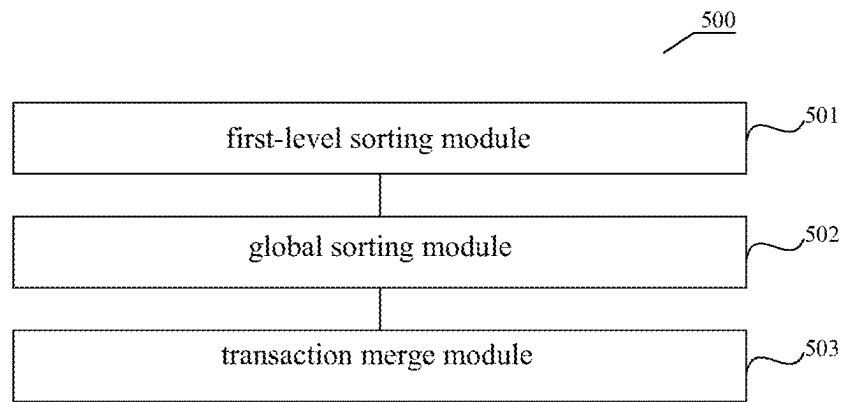 500
first-level sorting module
501
global sorting module
502
transaction merge module
503